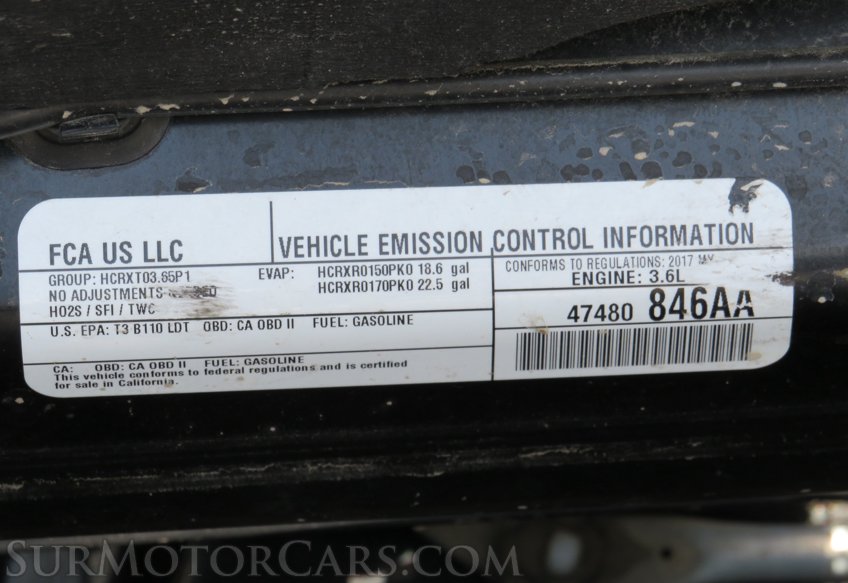 FCA US LLC
VEHICLE EMISSION CONTROL INFORMATION
GROUP: HCRXT03.65P1
NO ADJUSTMENTS
HO2S / SFI / TWC
EVAP: HCRXR0150PK0 18.6 gal
HCRXR0170PK0 22.5 gal
CONFORMS TO REGULATIONS: 2017 MY
ENGINE: 3.6L
47480 846AA
U.S. EPA: T3 B110 LDT OBD: CA OBD II FUEL: GASOLINE
CA: OBD: CA OBD II FUEL: GASOLINE
This vehicle conforms to federal regulations and is certified
for sale in California.
SURMOTORCARS.COM